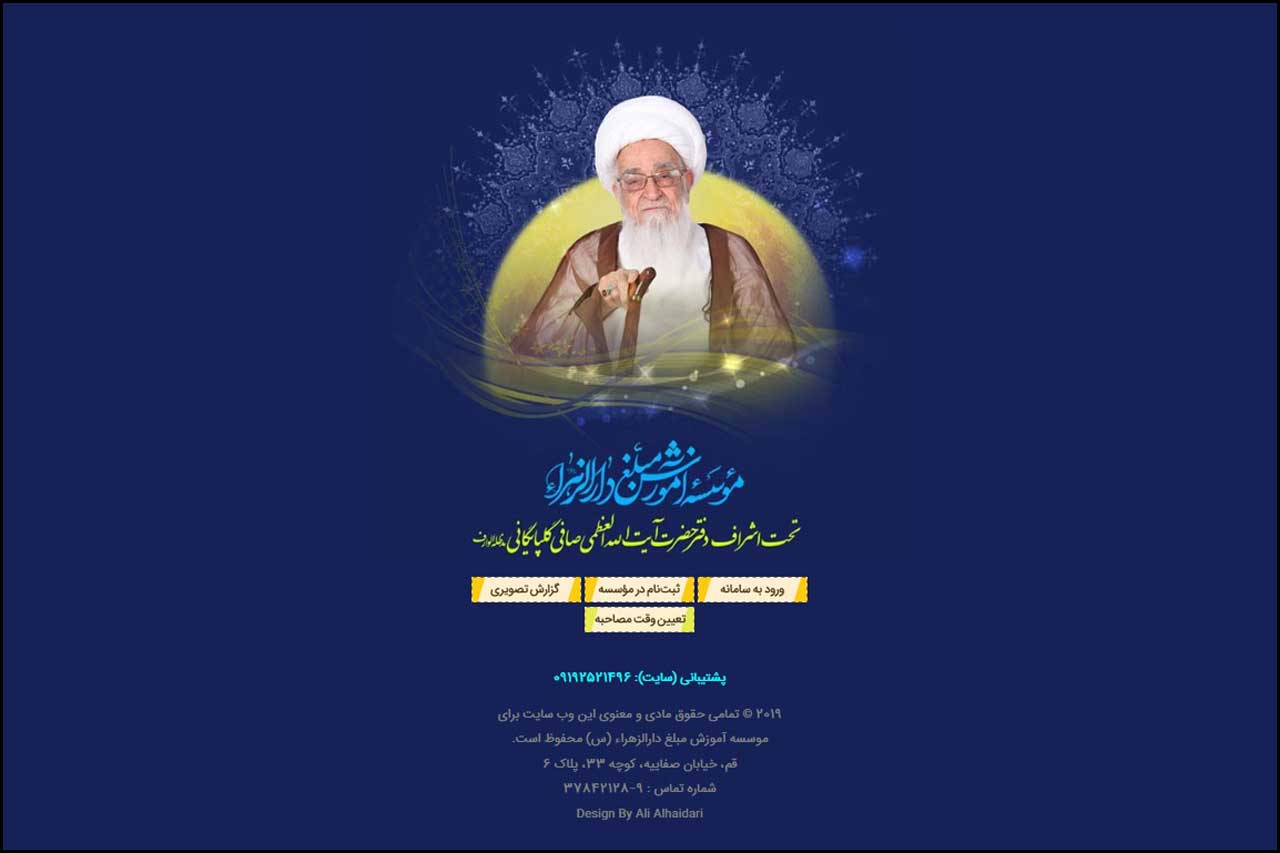 مؤسسه آموزش مبلّغ دارالزهراء
تحت اشراف دفتر حضرت آیت الله العظمی صافی گلپایگانی مدظله الوارف
ورود به سامانه
ثبت‌نام در مؤسسه
گزارش تصویری
تعیین وقت مصاحبه
پشتیبانی (سایت): ۰۹۱۹۲۵۲۱۴۹۶
۲۰۱۹ © تمامی حقوق مادی و معنوی این وب سایت برای
موسسه آموزش مبلغ دارالزهراء (س) محفوظ است.
قم، خیابان صفاییه، کوچه ۳۳، پلاک ۶
شماره تماس : ۹-۳۷۸۴۲۱۲۸
Design By Ali Alhaidari